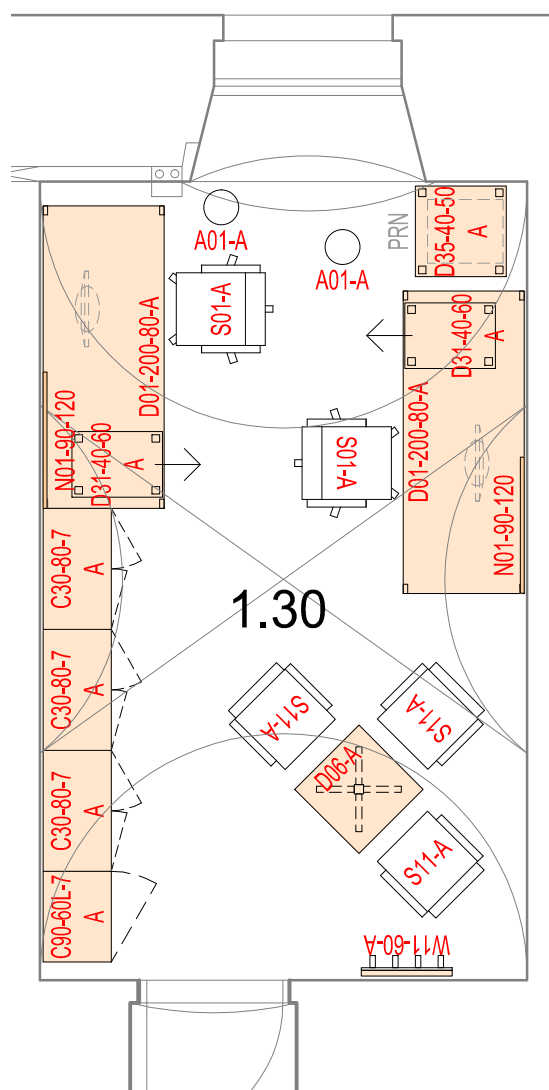 A01-A
A01-A
PRN
D35-40-50
A
S01-A
D01-200-80-A
D31-40-60
A
N01-90-120
D31-40-60
A
S01-A
D01-200-80-A
N01-90-120
C30-80-7
A
1.30
C30-80-7
A
S11-A
S11-A
D06-A
C30-80-7
A
S11-A
C90-60L-7
A
W11-60-A